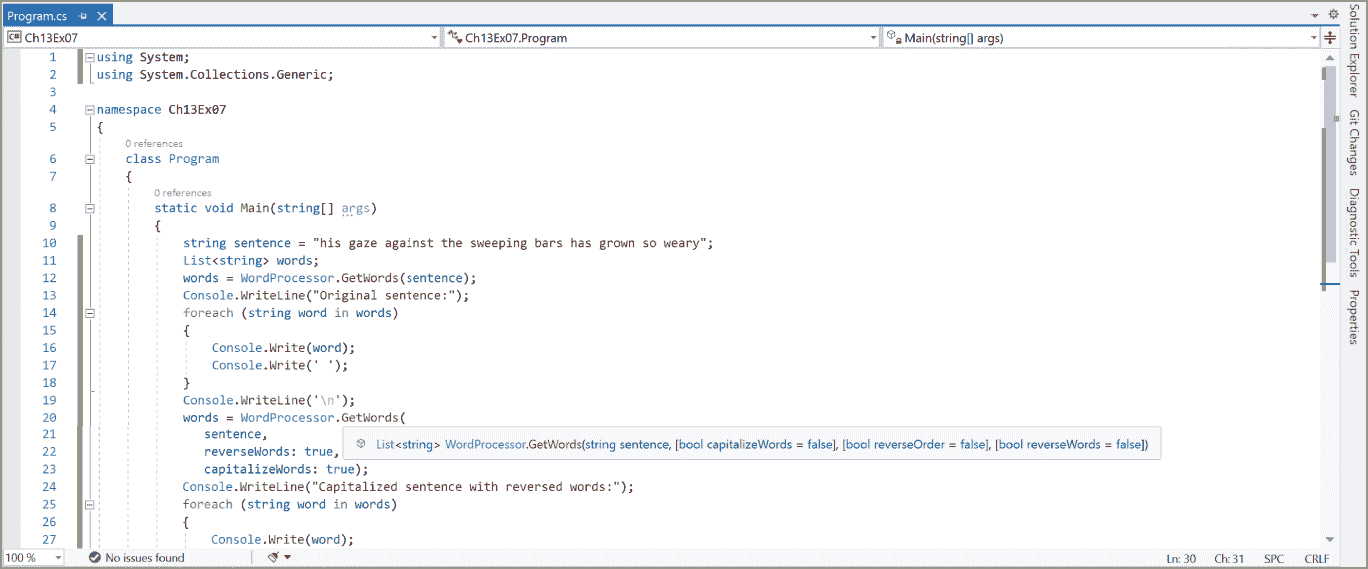 Program.cs
Ch13Ex07 Ch13Ex07.Program Main(string[] args)
1 using System;
2 using System.Collections.Generic;
3
4 namespace Ch13Ex07
5 {
0 references
6 class Program
7 {
0 references
8 static void Main(string[] args)
9 {
10 string sentence = "his gaze against the sweeping bars has grown so weary";
11 List<string> words;
12 words = WordProcessor.GetWords(sentence);
13 Console.WriteLine("Original sentence:");
14 foreach (string word in words)
15 {
16 Console.Write(word);
17 Console.Write(' ');
18 }
19 Console.WriteLine('\n');
20 words = WordProcessor.GetWords(
21 sentence,
List<string> WordProcessor.GetWords(string sentence, [bool capitalizeWords = false], [bool reverseOrder = false], [bool reverseWords = false])
22 reverseWords: true,
23 capitalizeWords: true);
24 Console.WriteLine("Capitalized sentence with reversed words:");
25 foreach (string word in words)
26 {
27 Console.Write(word);
100 % No issues found Ln: 30 Ch: 31 SPC CRLF
Solution Explorer
Git Changes
Diagnostic Tools
Properties